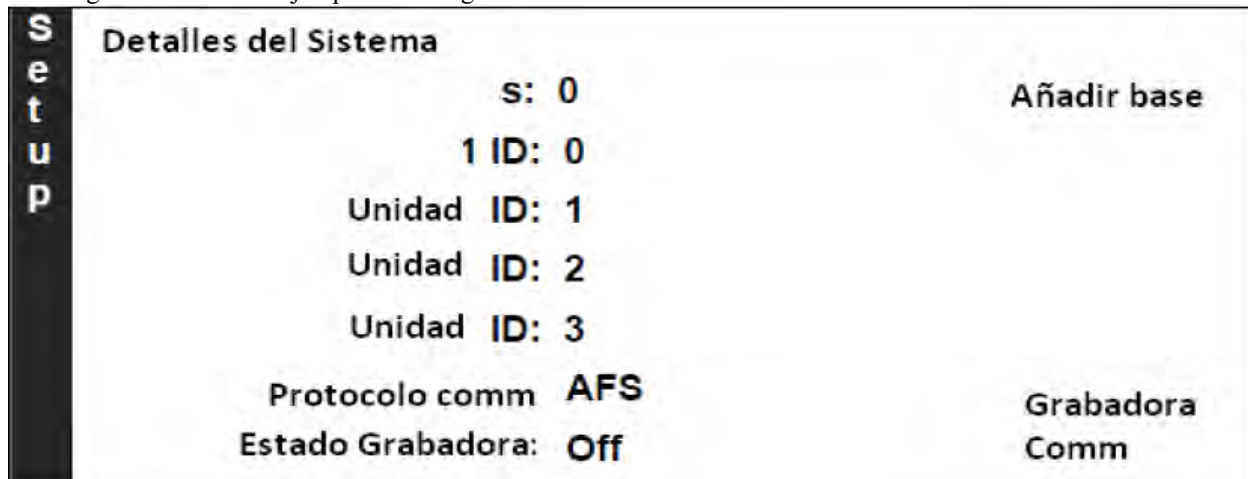 Setup
Detalles del Sistema
s: 0
Añadir base
1 ID: 0
Unidad ID: 1
Unidad ID: 2
Unidad ID: 3
Protocolo comm AFS
Grabadora
Estado Grabadora: Off
Comm